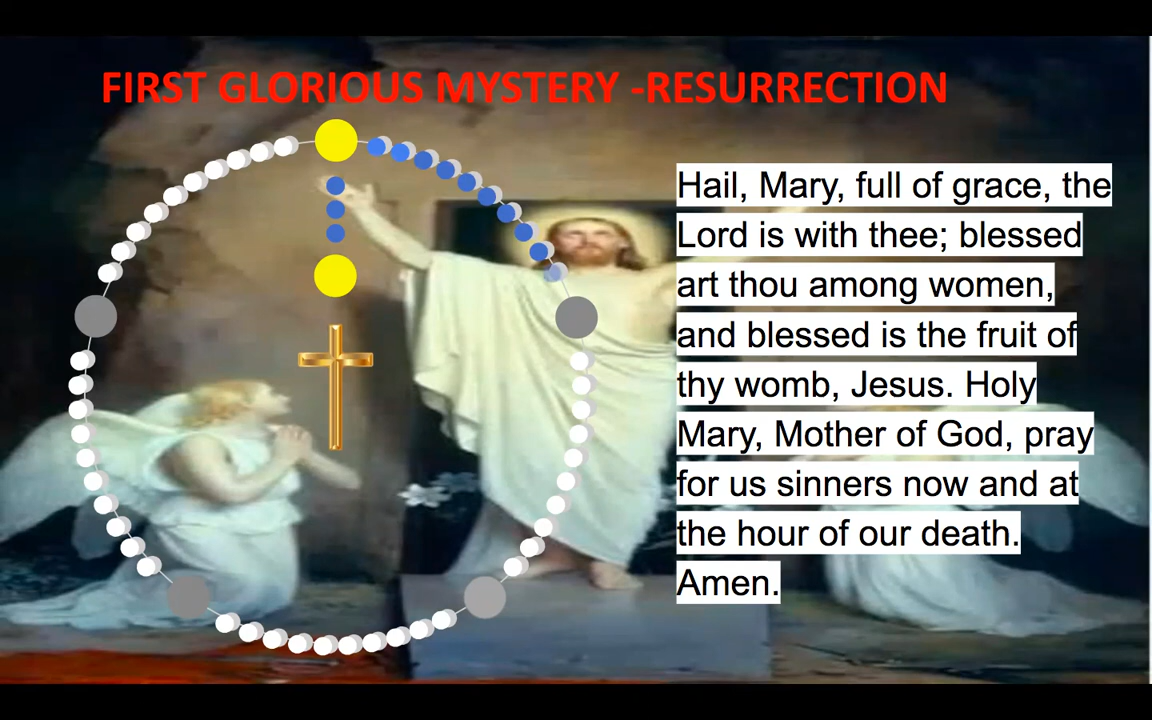 FIRST GLORIOUS MYSTERY -RESURRECTION
Hail, Mary, full of grace, the
Lord is with thee; blessed
art thou among women,
and blessed is the fruit of
thy womb, Jesus. Holy
Mary, Mother of God, pray
for us sinners now and at
the hour of our death.
Amen.